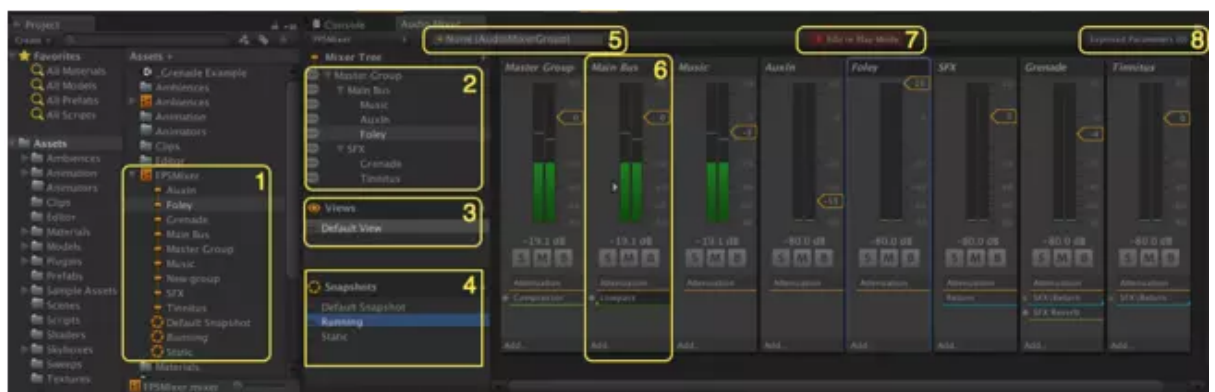 Project
Create
Favorites
All Materials
All Models
All Prefabs
All Scripts
Assets
Ambiences
Animation
Animators
Clips
Editor
Materials
Models
Plugins
Prefabs
Sample Assets
Scenes
Scripts
Shaders
Skyboxes
Sweeps
Textures
Assets
_Grenade Example
Ambiences
Ambiences
Animation
Animators
Clips
Editor
FPSMixer
AuxIn
Foley
Grenade
Main Bus
Master Group
Music
New group
SFX
Tinnitus
Default Snapshot
Running
Static
Materials
FPSMixer.mixer
1
Console
Audio Mixer
FPSMixer
Mixer Tree
Master Group
Main Bus
Music
AuxIn
Foley
SFX
Grenade
Tinnitus
2
Views
Default View
3
Snapshots
Default Snapshot
Running
Static
4
None (AudioMixerGroup)
5
Edit in Play Mode
7
Exposed Parameters (0)
8
Master Group
-19.1 dB
S M B
Attenuation
Compressor
Add..
Main Bus
6
-19.1 dB
S M B
Attenuation
Add..
Music
-19.1 dB
S M B
Attenuation
Add..
AuxIn
-80.0 dB
S M B
Attenuation
Add..
Foley
-80.0 dB
S M B
Attenuation
Add..
SFX
-80.0 dB
S M B
Attenuation
Return
Add..
Grenade
-80.0 dB
S M B
Attenuation
SFX\Return
SFX Reverb
Add..
Tinnitus
-80.0 dB
S M B
Attenuation
SFX\Return
Add..